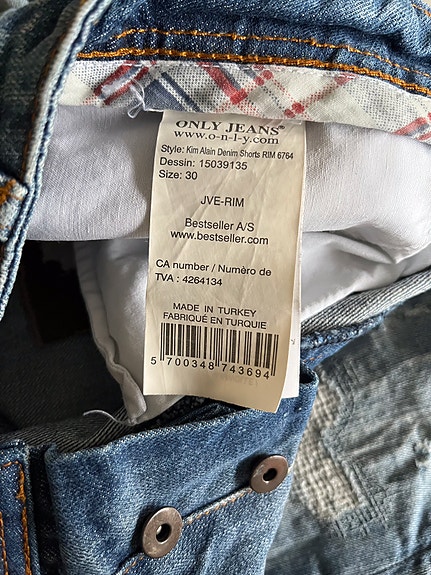 ONLY JEANS®
www.o-n-l-y.com
Style: Kim Alain Denim Shorts RIM 6764
Dessin: 15039135
Size: 30
JVE-RIM
Bestseller A/S
www.bestseller.com
CA number / Numèro de
TVA : 4264134
MADE IN TURKEY
FABRIQUÉ EN TURQUIE
5 700348 743694